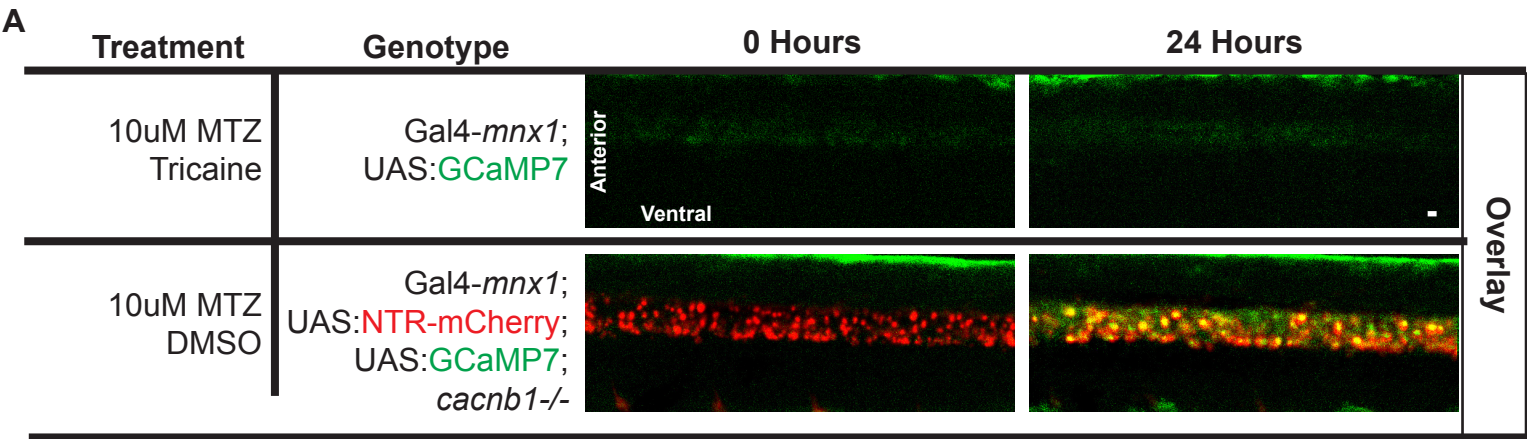 A
Treatment Genotype 0 Hours 24 Hours
10uM MTZ
Tricaine
Gal4-mnx1;
UAS:GCaMP7
Anterior
Ventral
10uM MTZ
DMSO
Gal4-mnx1;
UAS:NTR-mCherry;
UAS:GCaMP7;
cacnb1-/-
Overlay